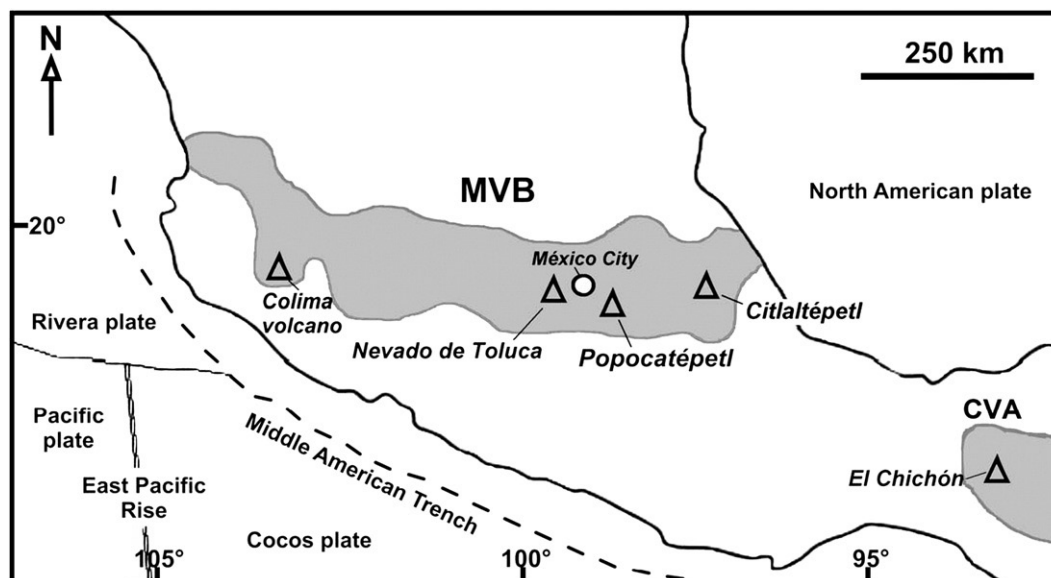 N
250 km
MVB
North American plate
20°
México City
Colima
volcano
Citlaltépetl
Rivera plate
Nevado de Toluca
Popocatépetl
CVA
Pacific
plate
Middle American Trench
El Chichón
East Pacific
Rise
Cocos plate
105°
100°
95°